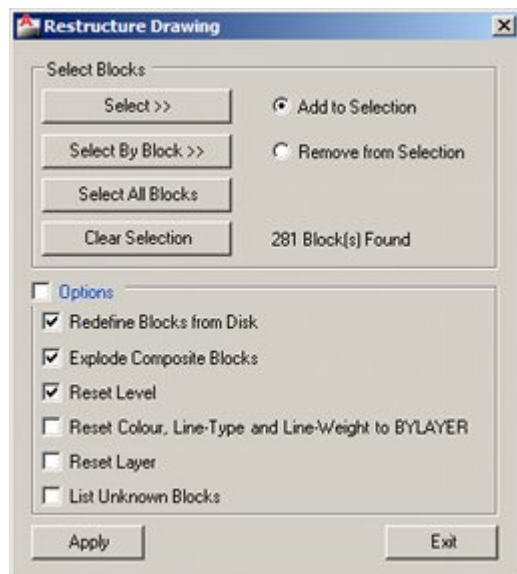 Restructure Drawing
Select Blocks
Select >>
Add to Selection
Select By Block >>
Remove from Selection
Select All Blocks
Clear Selection
281 Block(s) Found
Options
Redefine Blocks from Disk
Explode Composite Blocks
Reset Level
Reset Colour, Line-Type and Line-Weight to BYLAYER
Reset Layer
List Unknown Blocks
Apply
Exit